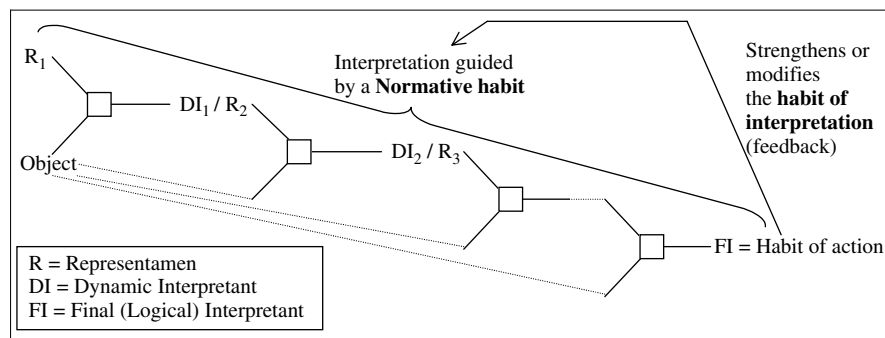 R1
Interpretation guided
by a Normative habit
Strengthens or
modifies
the habit of
interpretation
(feedback)
DI1 / R2
Object
DI2 / R3
FI = Habit of action
R = Representamen
DI = Dynamic Interpretant
FI = Final (Logical) Interpretant